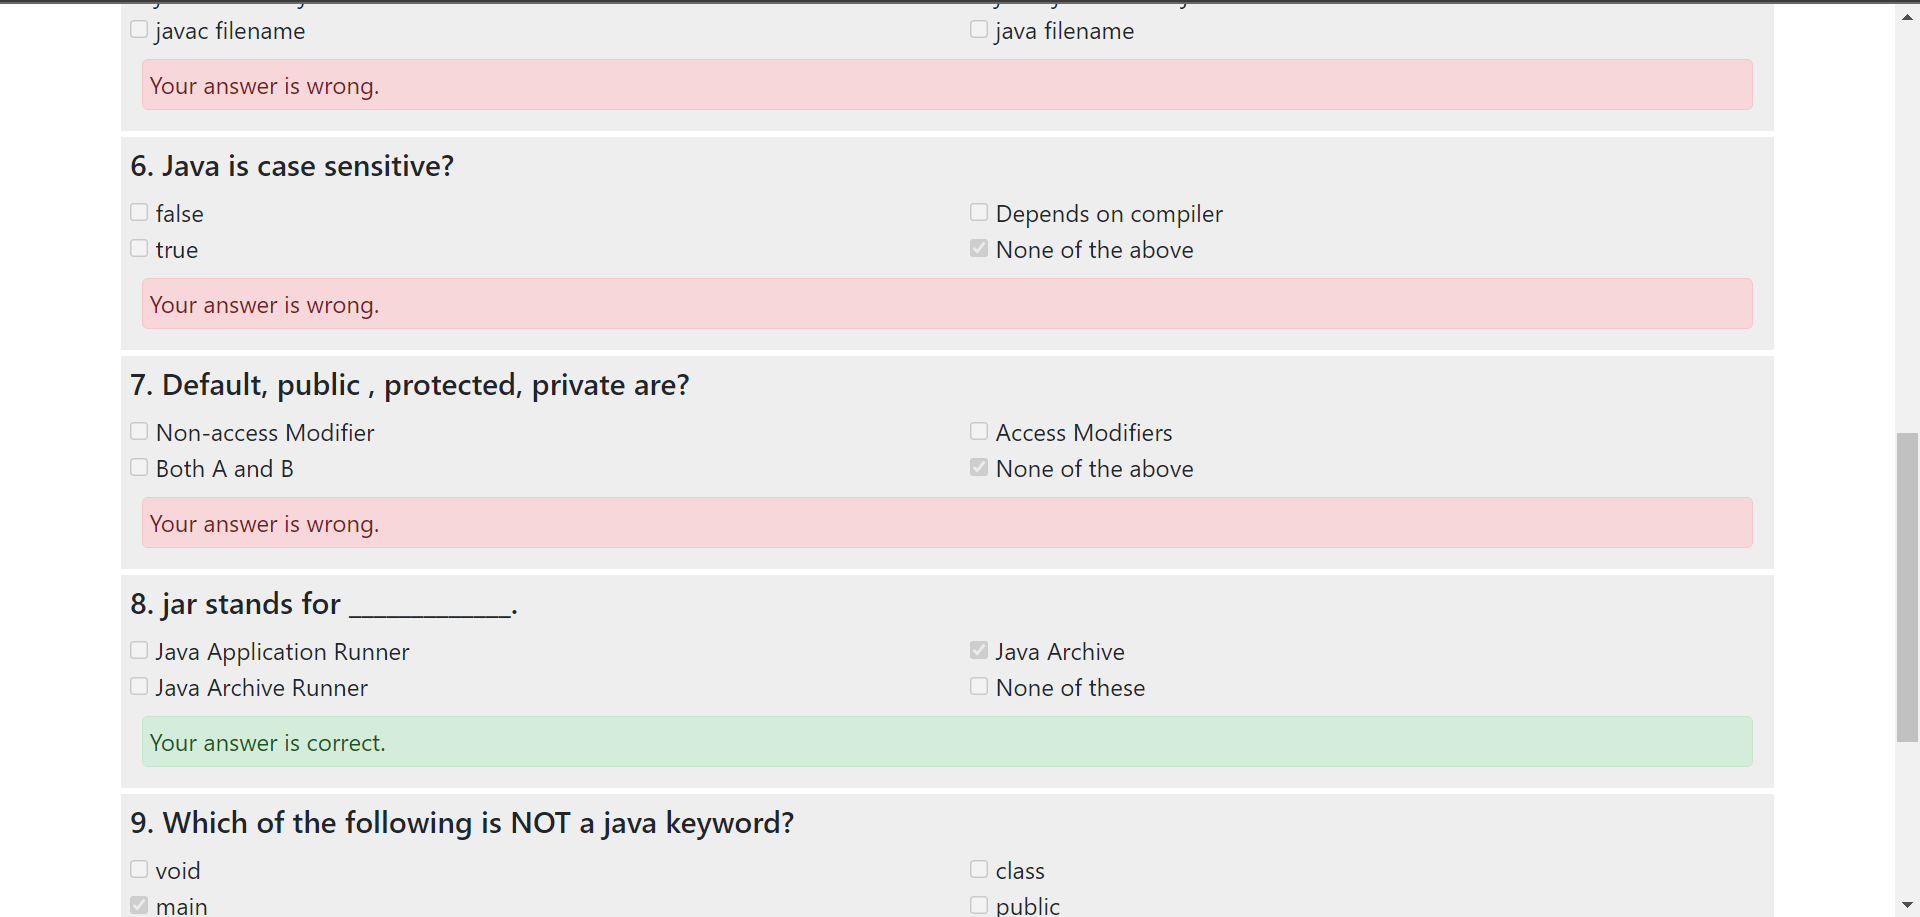 javac filename
java filename
Your answer is wrong.
6. Java is case sensitive?
false
Depends on compiler
true
None of the above
Your answer is wrong.
7. Default, public , protected, private are?
Non-access Modifier
Access Modifiers
Both A and B
None of the above
Your answer is wrong.
8. jar stands for _____________.
Java Application Runner
Java Archive
Java Archive Runner
None of these
Your answer is correct.
9. Which of the following is NOT a java keyword?
void
class
main
public